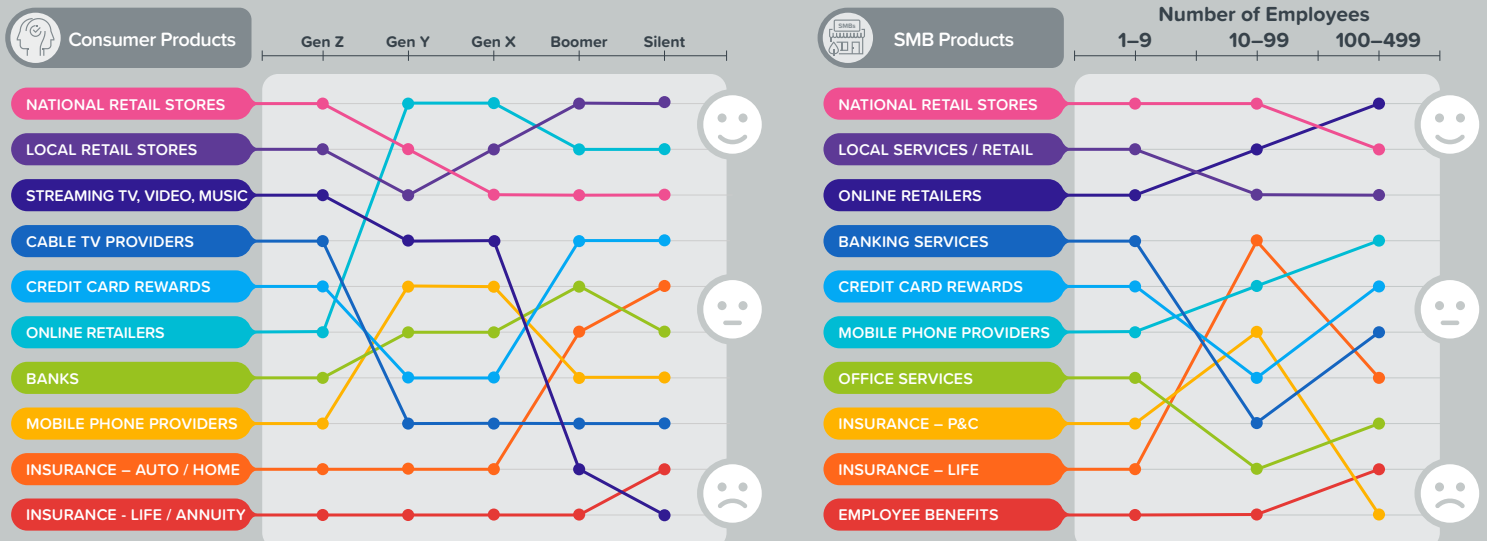 Consumer Products
Gen Z Gen Y Gen X Boomer Silent
NATIONAL RETAIL STORES
LOCAL RETAIL STORES
STREAMING TV, VIDEO, MUSIC
CABLE TV PROVIDERS
CREDIT CARD REWARDS
ONLINE RETAILERS
BANKS
MOBILE PHONE PROVIDERS
INSURANCE – AUTO / HOME
INSURANCE - LIFE / ANNUITY
SMBs
SMB Products
Number of Employees
1–9 10–99 100–499
NATIONAL RETAIL STORES
LOCAL SERVICES / RETAIL
ONLINE RETAILERS
BANKING SERVICES
CREDIT CARD REWARDS
MOBILE PHONE PROVIDERS
OFFICE SERVICES
INSURANCE – P&C
INSURANCE – LIFE
EMPLOYEE BENEFITS